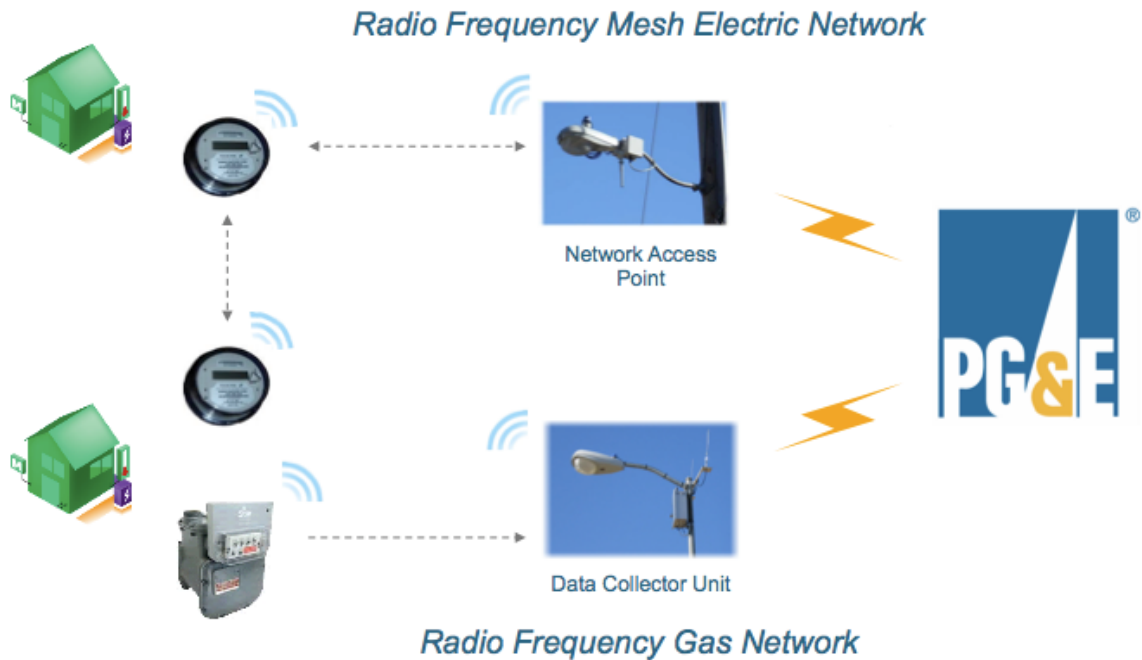 Radio Frequency Mesh Electric Network
Network Access
Point
®
PG&E
Data Collector Unit
Radio Frequency Gas Network